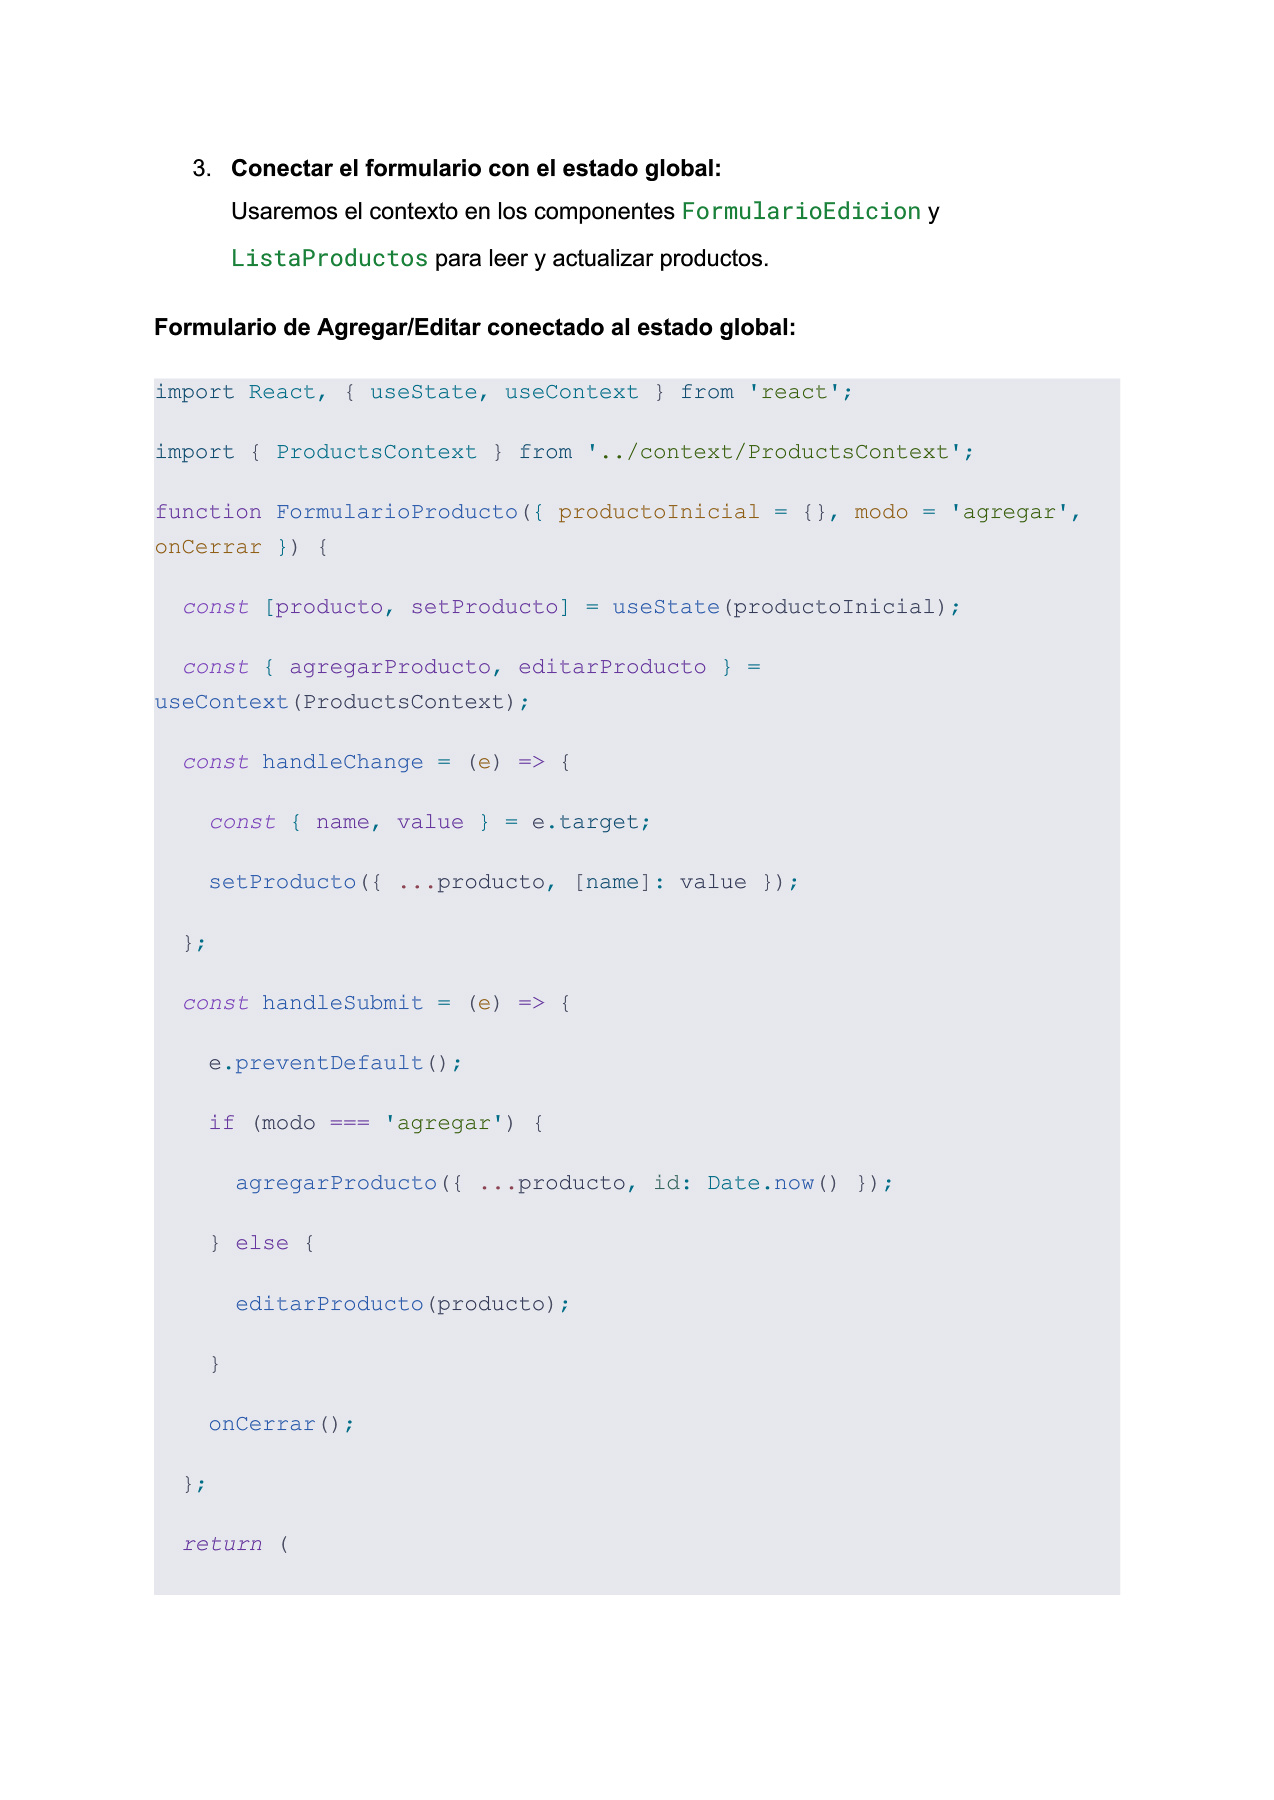 3. Conectar el formulario con el estado global:
Usaremos el contexto en los componentes FormularioEdicion y
ListaProductos para leer y actualizar productos.
Formulario de Agregar/Editar conectado al estado global:
import React, { useState, useContext } from 'react';
import { ProductsContext } from '../context/ProductsContext';
function FormularioProducto({ productoInicial = {}, modo = 'agregar',
onCerrar }) {
  const [producto, setProducto] = useState(productoInicial);
  const { agregarProducto, editarProducto } =
useContext(ProductsContext);
  const handleChange = (e) => {
    const { name, value } = e.target;
    setProducto({ ...producto, [name]: value });
  };
  const handleSubmit = (e) => {
    e.preventDefault();
    if (modo === 'agregar') {
      agregarProducto({ ...producto, id: Date.now() });
    } else {
      editarProducto(producto);
    }
    onCerrar();
  };
  return (